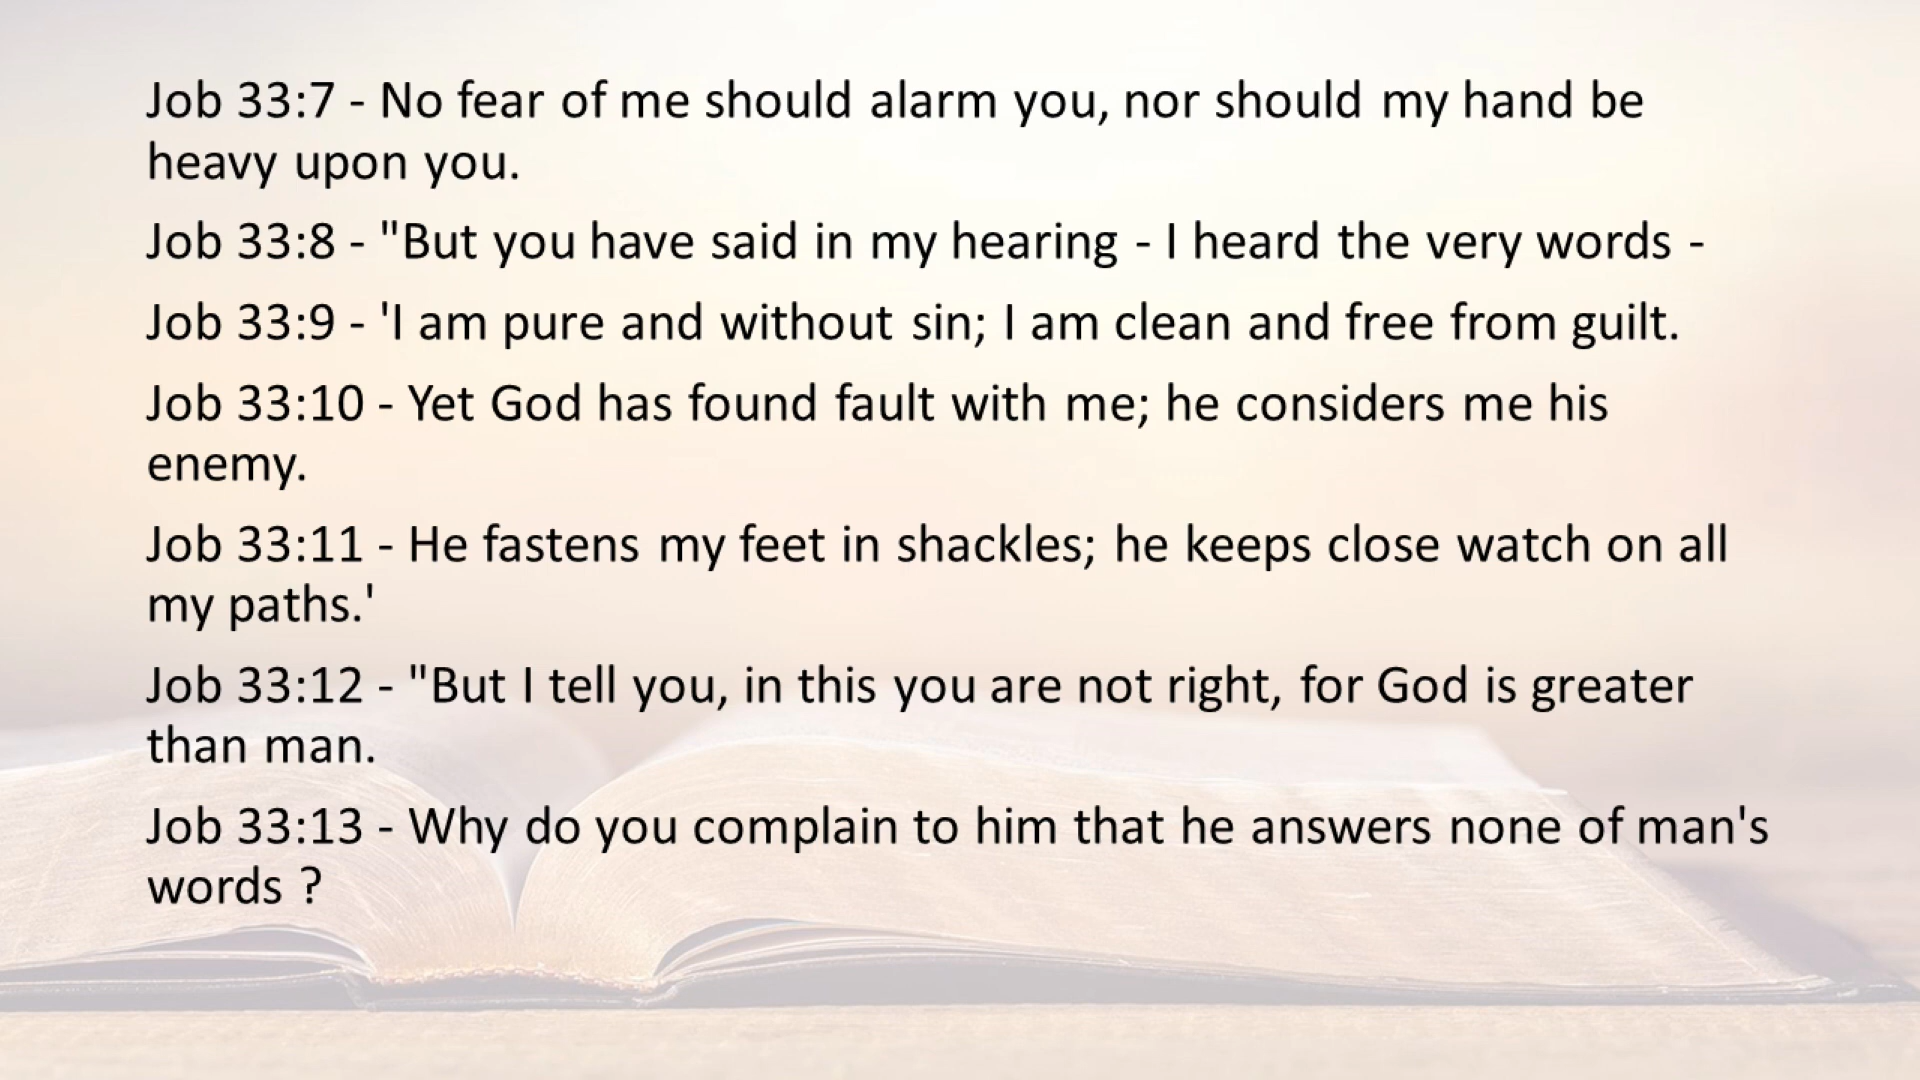 Job 33:7 - No fear of me should alarm you, nor should my hand be
heavy upon you.
Job 33:8 - "But you have said in my hearing - I heard the very words -
Job 33:9 - 'I am pure and without sin; I am clean and free from guilt.
Job 33:10 - Yet God has found fault with me; he considers me his
enemy.
Job 33:11 - He fastens my feet in shackles; he keeps close watch on all
my paths.'
Job 33:12 - "But I tell you, in this you are not right, for God is greater
than man.
Job 33:13 - Why do you complain to him that he answers none of man's
words ?